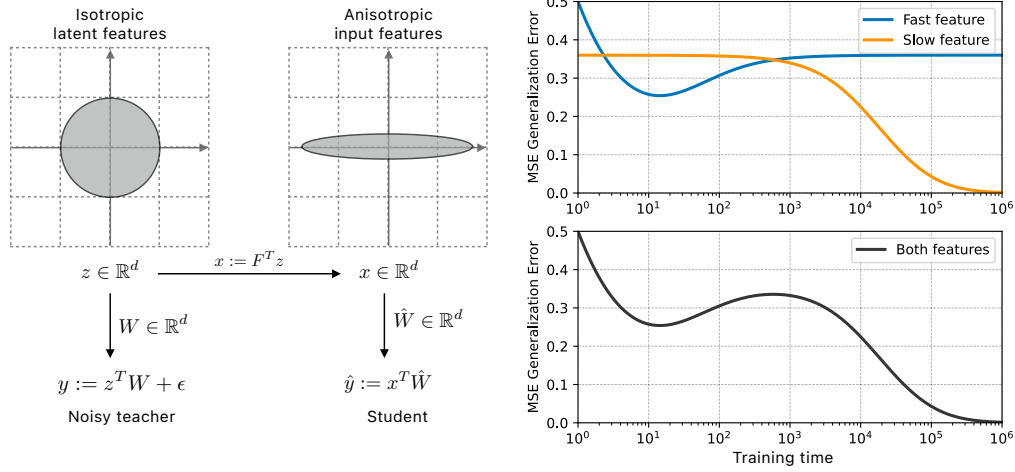 Isotropic
latent features
Anisotropic
input features
z ∈ ℝ^d
x := F^T z
x ∈ ℝ^d
W ∈ ℝ^d
Ŵ ∈ ℝ^d
y := z^T W + ϵ
ŷ := x^T Ŵ
Noisy teacher
Student
MSE Generalization Error
0.5
0.4
0.3
0.2
0.1
0.0
Fast feature
Slow feature
10^0
10^1
10^2
10^3
10^4
10^5
10^6
MSE Generalization Error
0.5
0.4
0.3
0.2
0.1
0.0
Both features
10^0
10^1
10^2
10^3
10^4
10^5
10^6
Training time